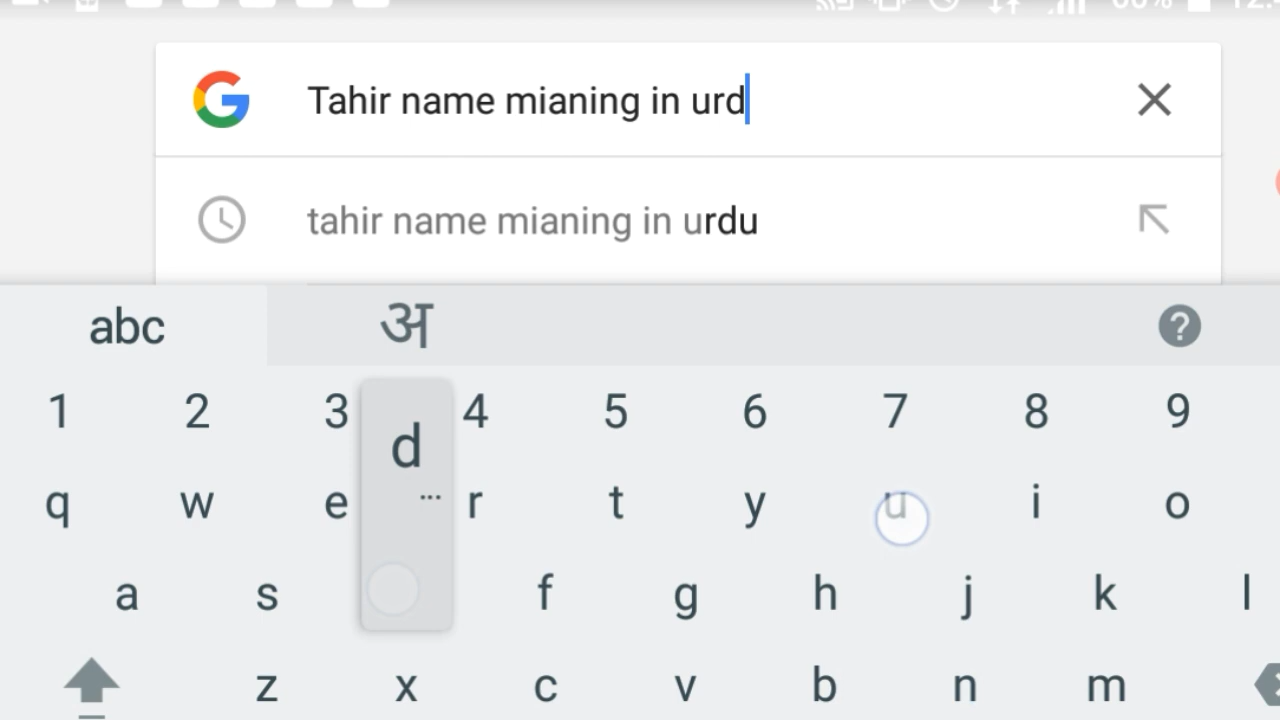 Tahir name mianing in urd
tahir name mianing in urdu
abc अ ?
1 2 3 4 5 6 7 8 9
d
q w e ... r t y u i o
a s f g h j k l
z x c v b n m